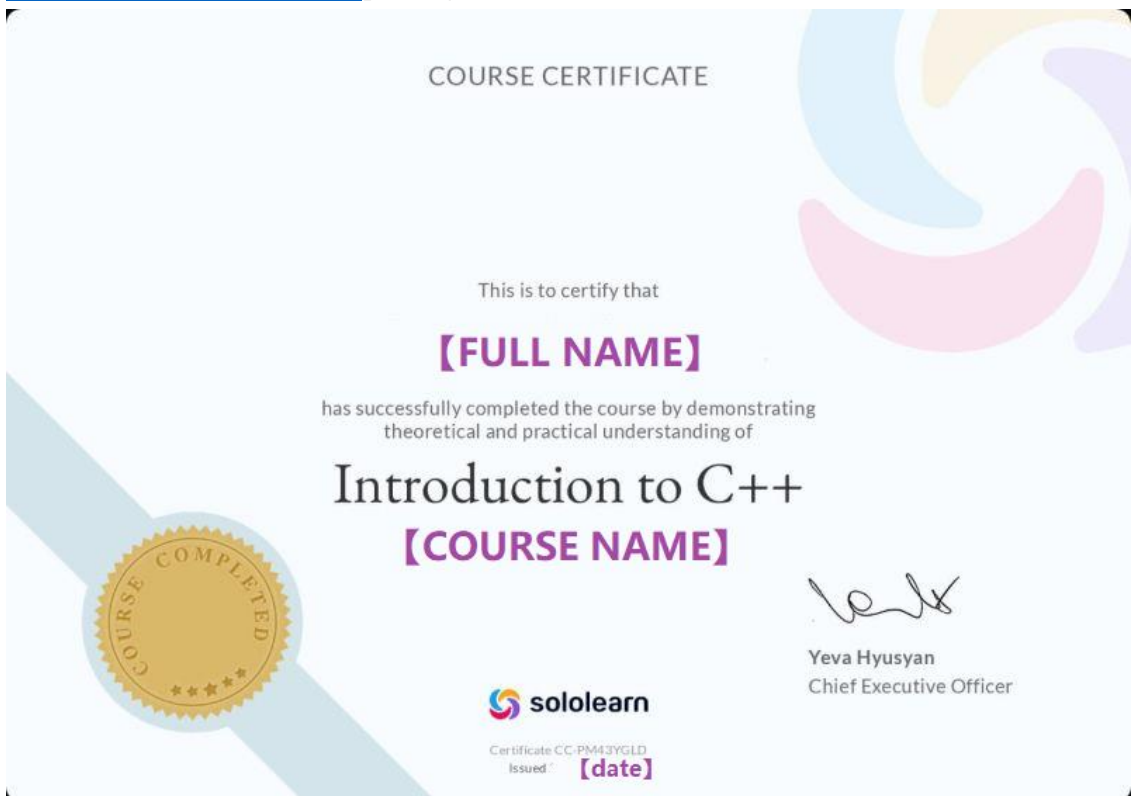 COURSE CERTIFICATE
This is to certify that
【FULL NAME】
has successfully completed the course by demonstrating
theoretical and practical understanding of
Introduction to C++
【COURSE NAME】
COURSE COMPLETED
Yeva Hyusyan
Chief Executive Officer
sololearn
Certificate CC-PM43YGLD
Issued 【date】